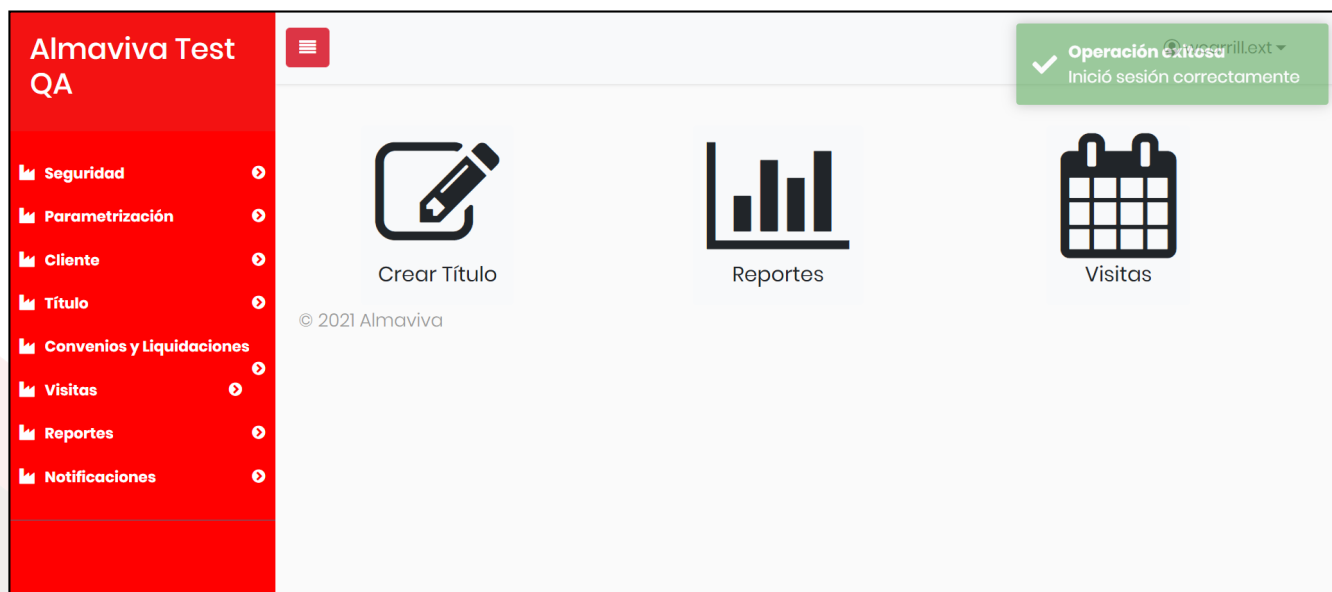 Almaviva Test
QA
Seguridad
Parametrización
Cliente
Título
Convenios y Liquidaciones
Visitas
Reportes
Notificaciones
Operación exitosa
Inició sesión correctamente
Crear Título
Reportes
Visitas
© 2021 Almaviva